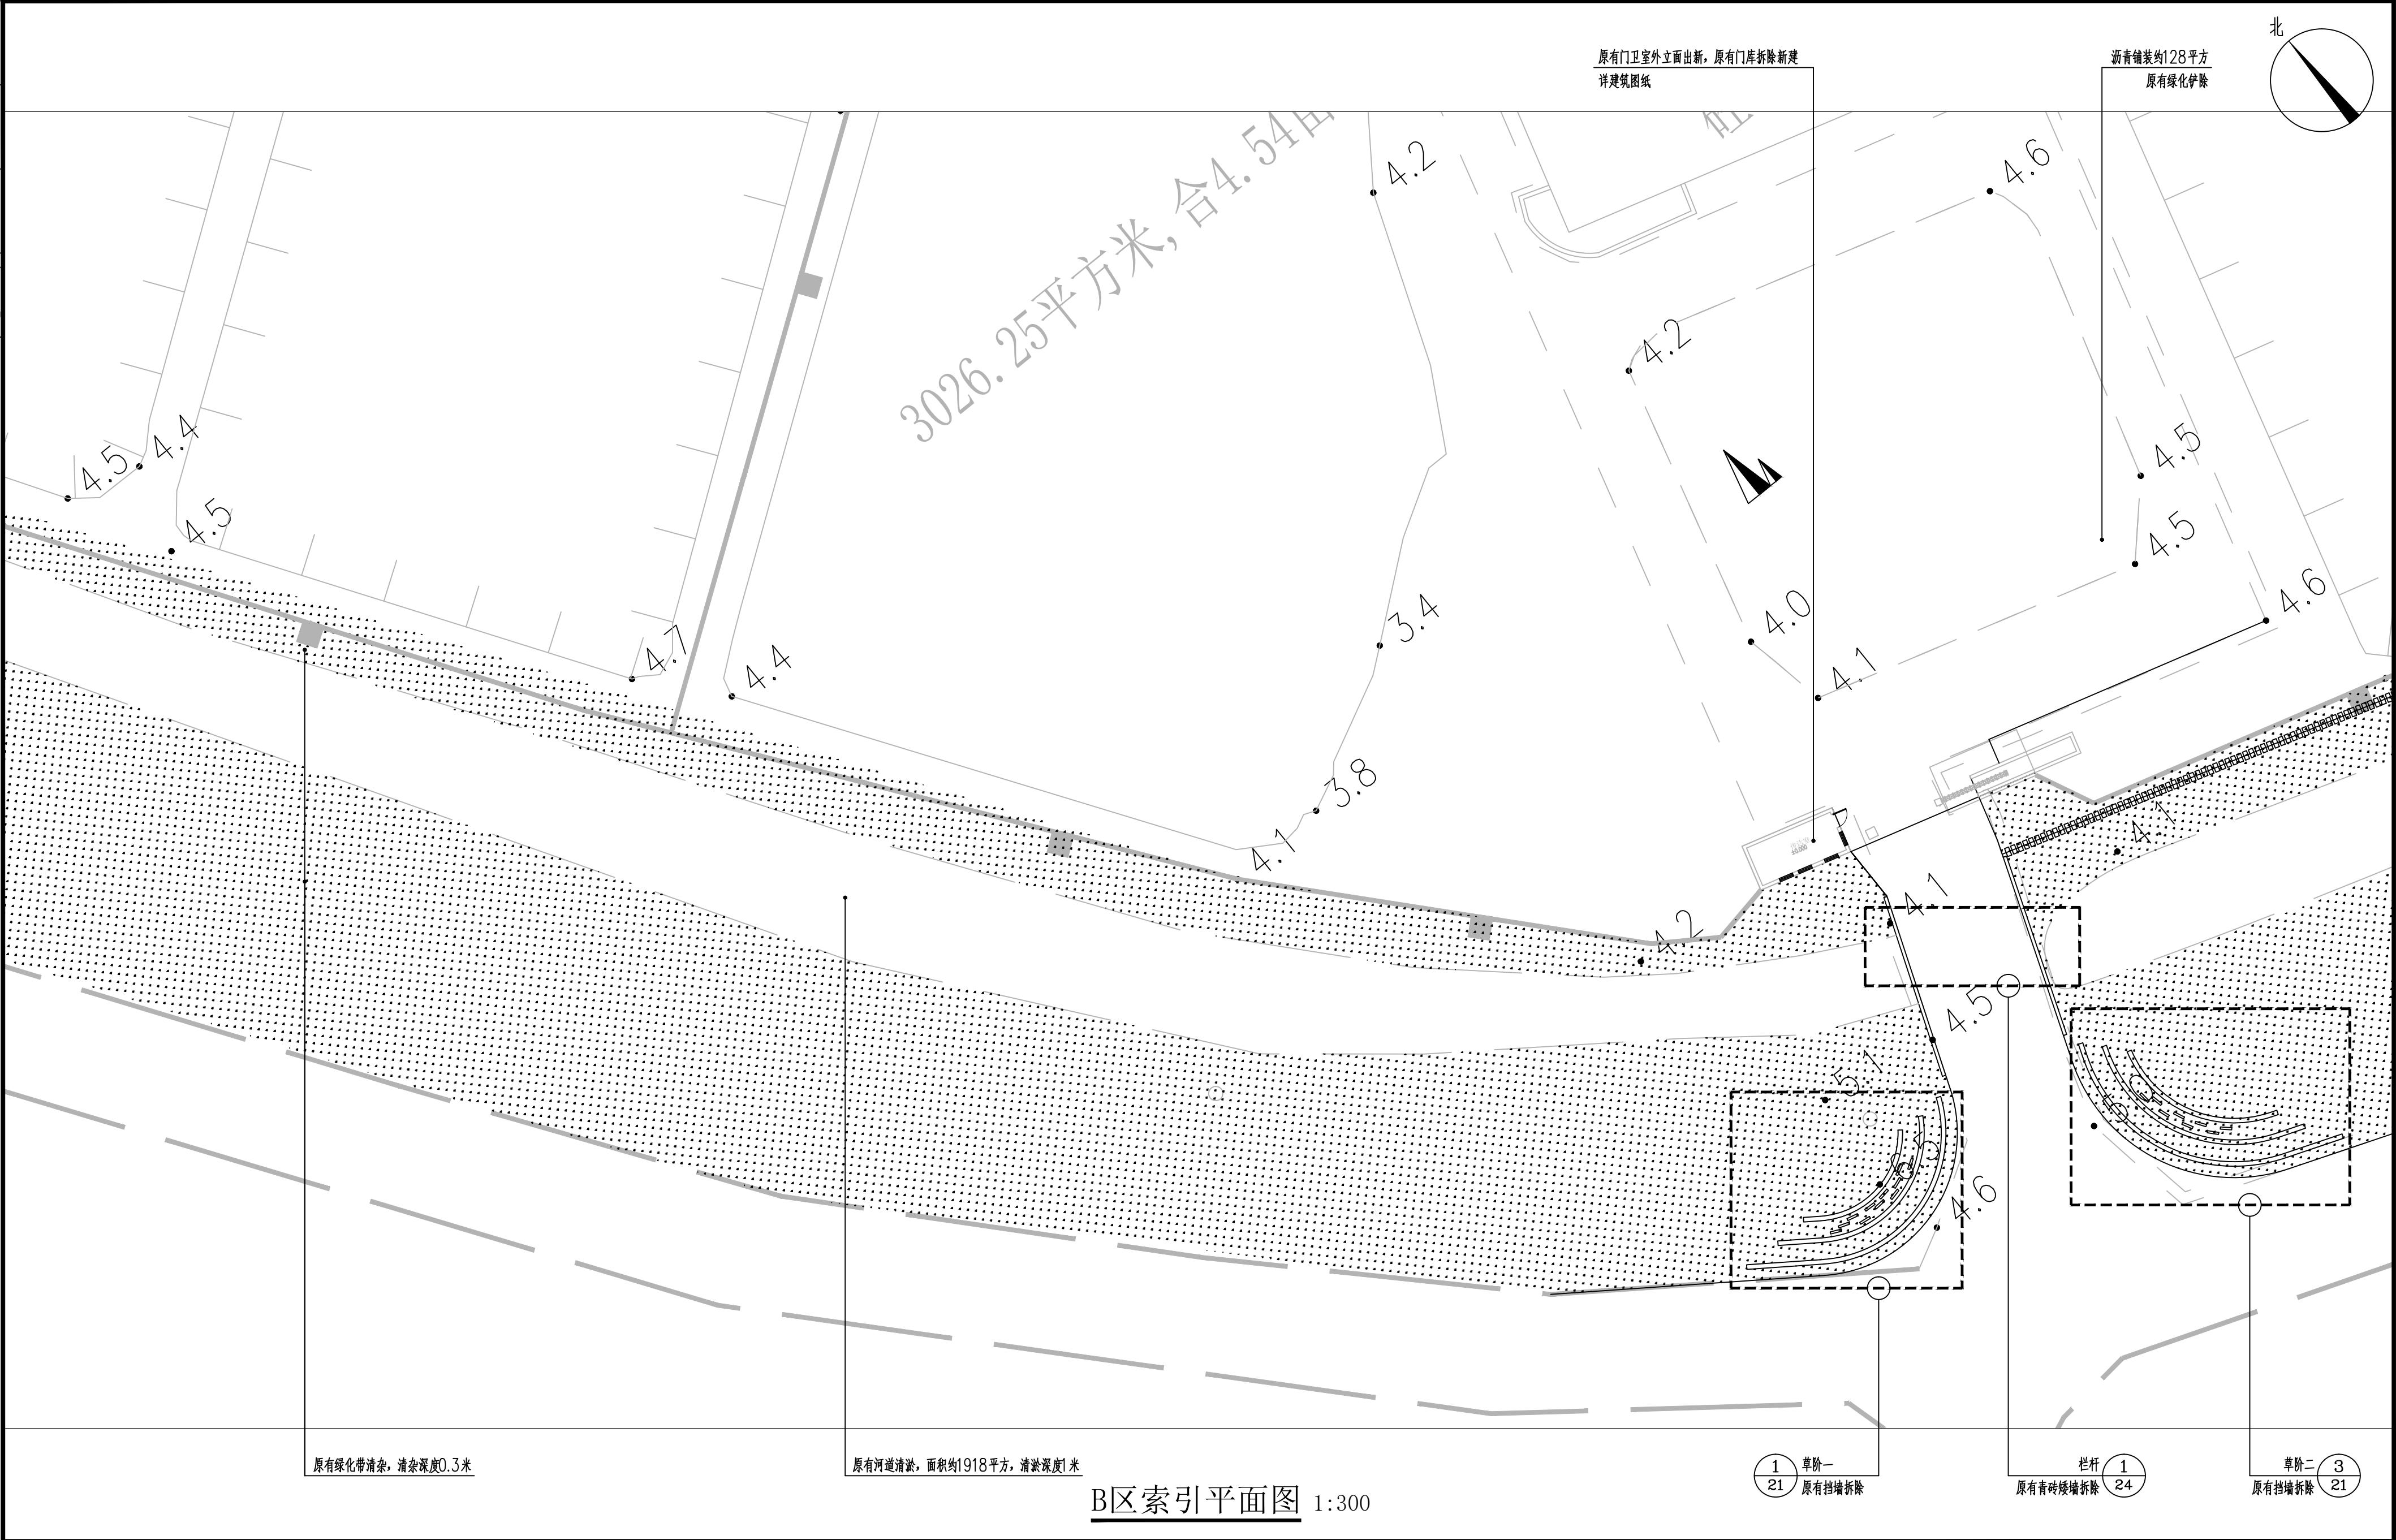 原有门卫室外立面出新，原有门库拆除新建
详建筑图纸
沥青铺装约128平方
原有绿化铲除
北
3026.25平方米,合4.54亩
4.2
4.6
4.2
4.5
4.4
4.5
4.5
4.5
4.6
4.0
3.4
4.7
4.4
4.1
3.8
4.1
4.1
4.1
4.2
4.5
5.1
4.6
±0.000
原有绿化带清杂，清杂深度0.3米
原有河道清淤，面积约1918平方，清淤深度1米
1
21
草阶一
原有挡墙拆除
栏杆
原有青砖矮墙拆除
1
24
草阶二
原有挡墙拆除
3
21
B区索引平面图 1:300